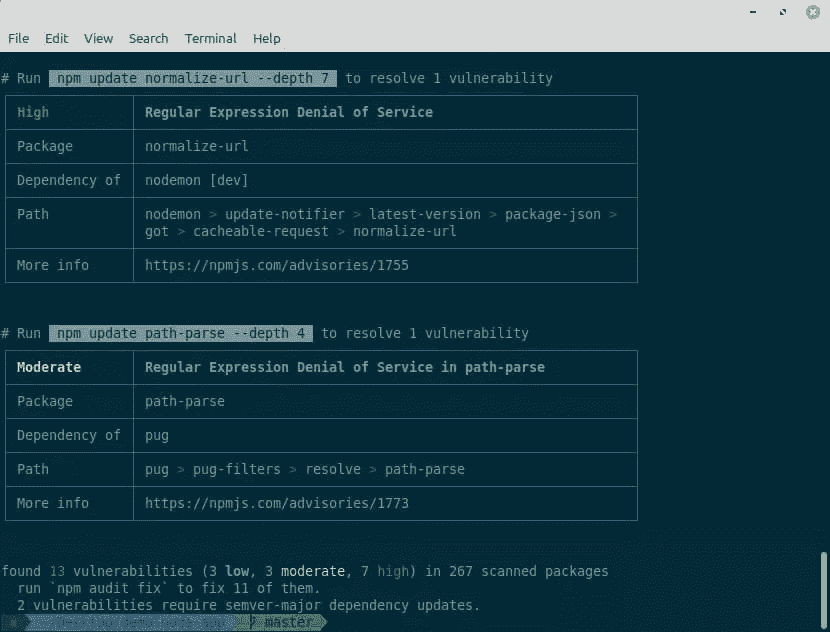 File Edit View Search Terminal Help
# Run npm update normalize-url --depth 7 to resolve 1 vulnerability
High Regular Expression Denial of Service
Package normalize-url
Dependency of nodemon [dev]
Path nodemon > update-notifier > latest-version > package-json >
got > cacheable-request > normalize-url
More info https://npmjs.com/advisories/1755
# Run npm update path-parse --depth 4 to resolve 1 vulnerability
Moderate Regular Expression Denial of Service in path-parse
Package path-parse
Dependency of pug
Path pug > pug-filters > resolve > path-parse
More info https://npmjs.com/advisories/1773
found 13 vulnerabilities (3 low, 3 moderate, 7 high) in 267 scanned packages
run `npm audit fix` to fix 11 of them.
2 vulnerabilities require semver-major dependency updates.
master